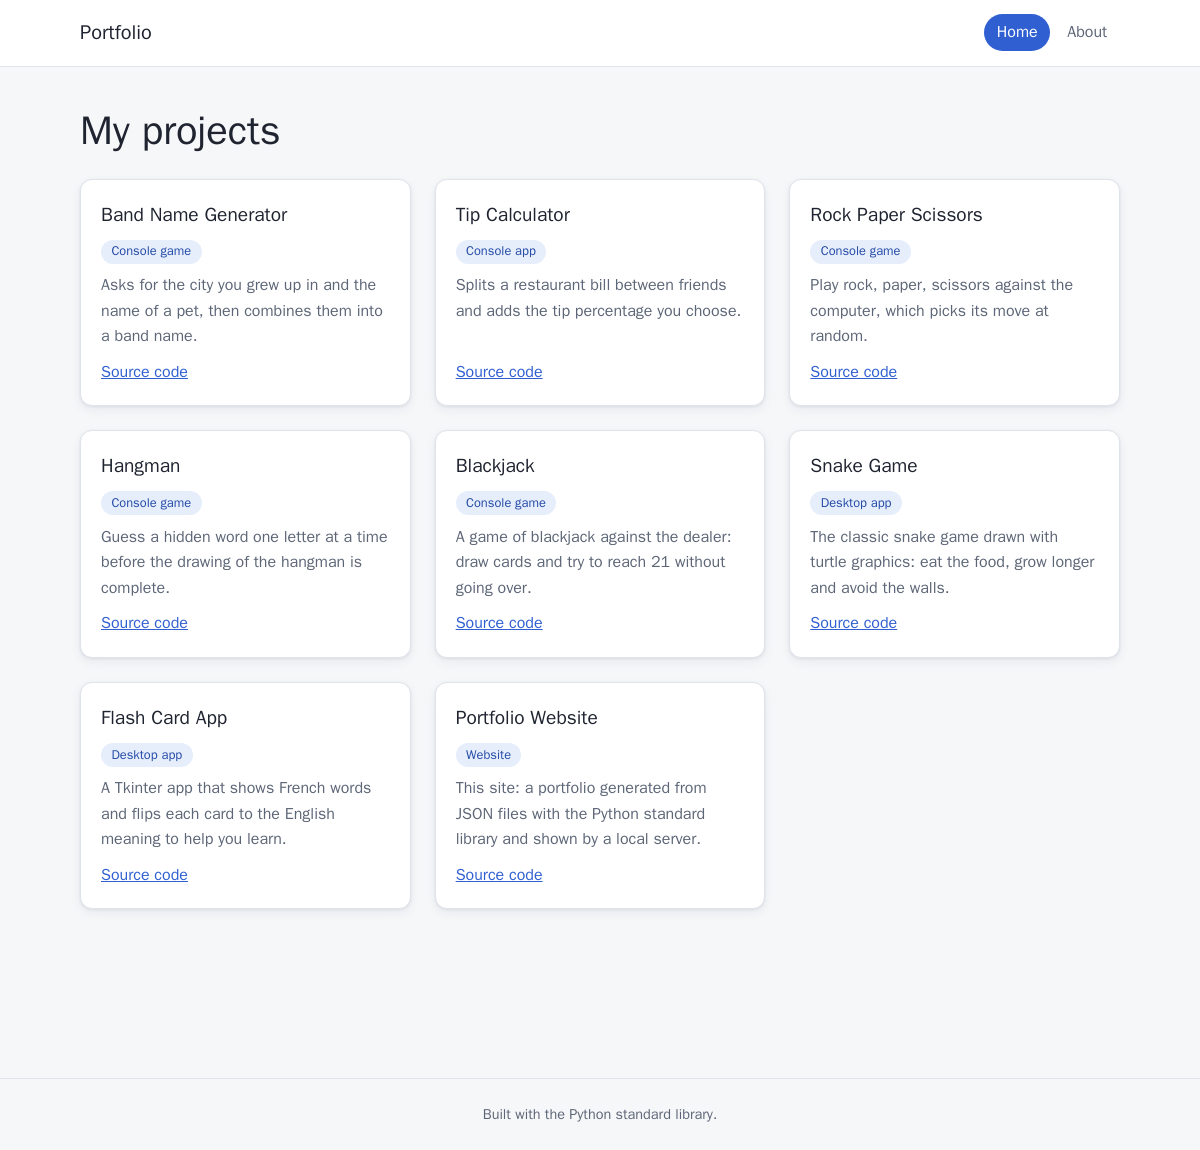 Portfolio
Home
About
My projects
Band Name Generator
Console game
Asks for the city you grew up in and the
name of a pet, then combines them into
a band name.
Source code
Tip Calculator
Console app
Splits a restaurant bill between friends
and adds the tip percentage you choose.
Source code
Rock Paper Scissors
Console game
Play rock, paper, scissors against the
computer, which picks its move at
random.
Source code
Hangman
Console game
Guess a hidden word one letter at a time
before the drawing of the hangman is
complete.
Source code
Blackjack
Console game
A game of blackjack against the dealer:
draw cards and try to reach 21 without
going over.
Source code
Snake Game
Desktop app
The classic snake game drawn with
turtle graphics: eat the food, grow longer
and avoid the walls.
Source code
Flash Card App
Desktop app
A Tkinter app that shows French words
and flips each card to the English
meaning to help you learn.
Source code
Portfolio Website
Website
This site: a portfolio generated from
JSON files with the Python standard
library and shown by a local server.
Source code
Built with the Python standard library.